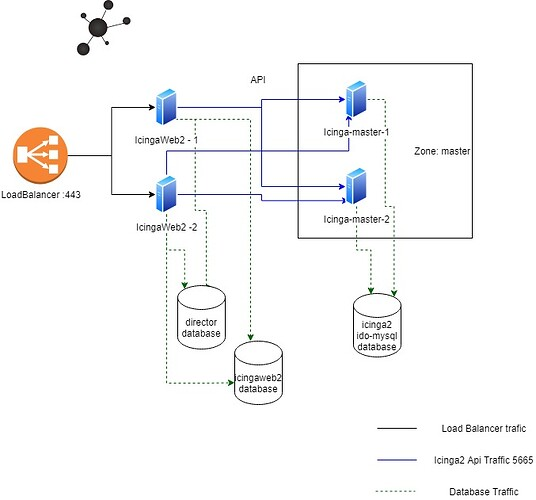 API
IcingaWeb2 - 1
Icinga-master-1
Zone: master
LoadBalancer :443
IcingaWeb2 -2
Icinga-master-2
director
database
icinga2
ido-mysql
database
icingaweb2
database
Load Balancer trafic
Icinga2 Api Traffic 5665
Database Traffic